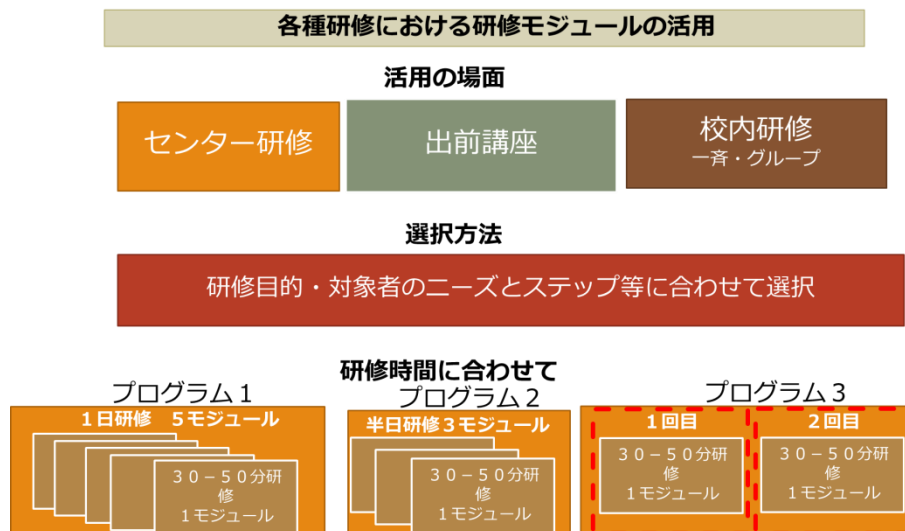 各種研修における研修モジュールの活用
活用の場面
センター研修
出前講座
校内研修
一斉・グループ
選択方法
研修目的・対象者のニーズとステップ等に合わせて選択
研修時間に合わせて
プログラム１
１日研修　５モジュール
３０－５０分研
修
１モジュール
プログラム２
半日研修３モジュール
３０－５０分研
修
１モジュール
プログラム３
１回目
３０－５０分研
修
１モジュール
２回目
３０－５０分研
修
１モジュール